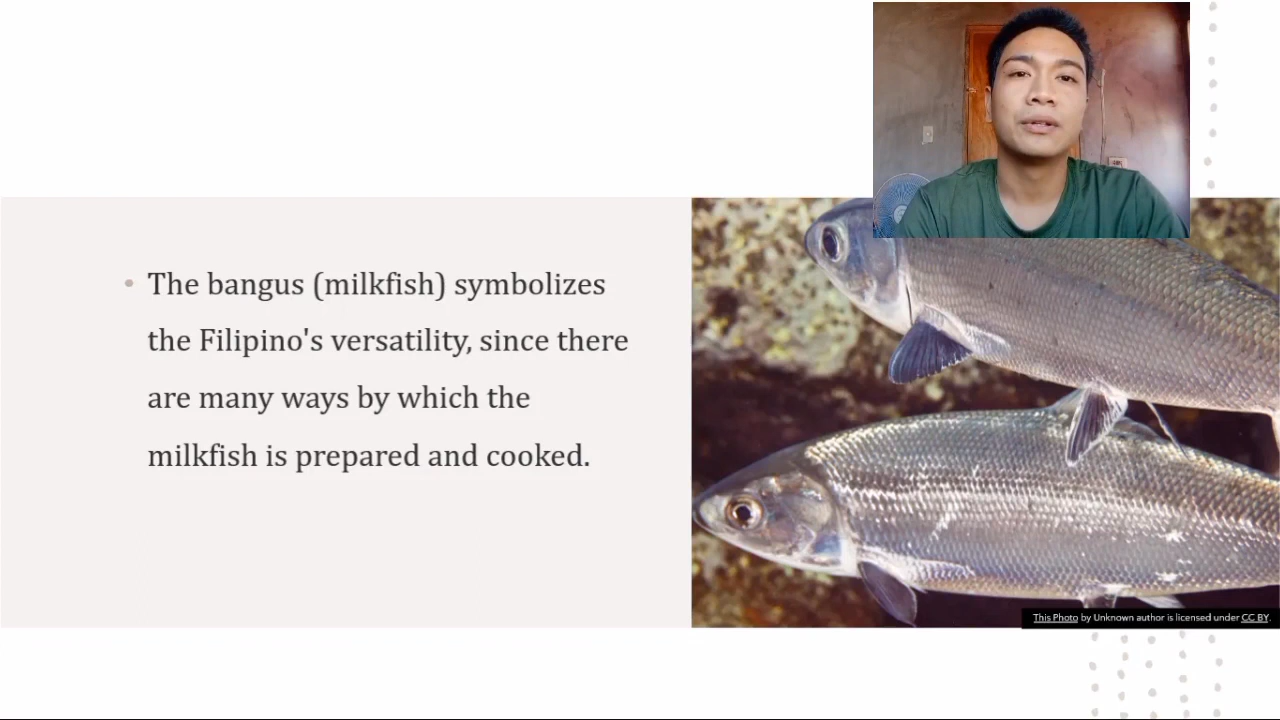 • The bangus (milkfish) symbolizes
the Filipino's versatility, since there
are many ways by which the
milkfish is prepared and cooked.
This Photo by Unknown author is licensed under CC BY.